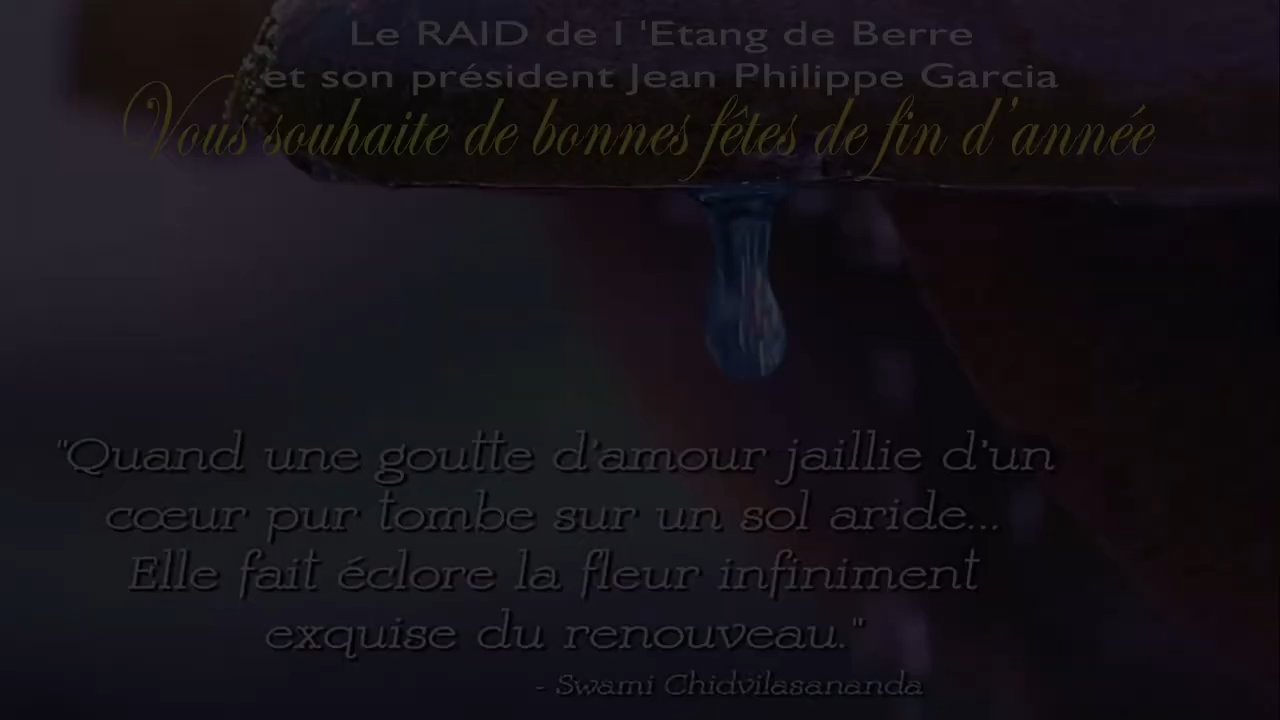 Le RAID de l 'Etang de Berre
et son président Jean Philippe Garcia
Vous souhaite de bonnes fêtes de fin d'année
"Quand une goutte d'amour jaillie d'un
cœur pur tombe sur un sol aride...
Elle fait éclore la fleur infiniment
exquise du renouveau."
- Swami Chidvilasananda